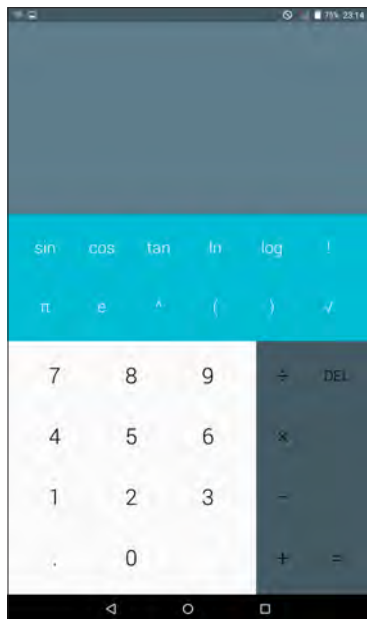 75% 23:14
sin cos tan ln log !
π e ^ ( ) √
7 8 9 ÷ DEL
4 5 6 ×
1 2 3 −
. 0 + =